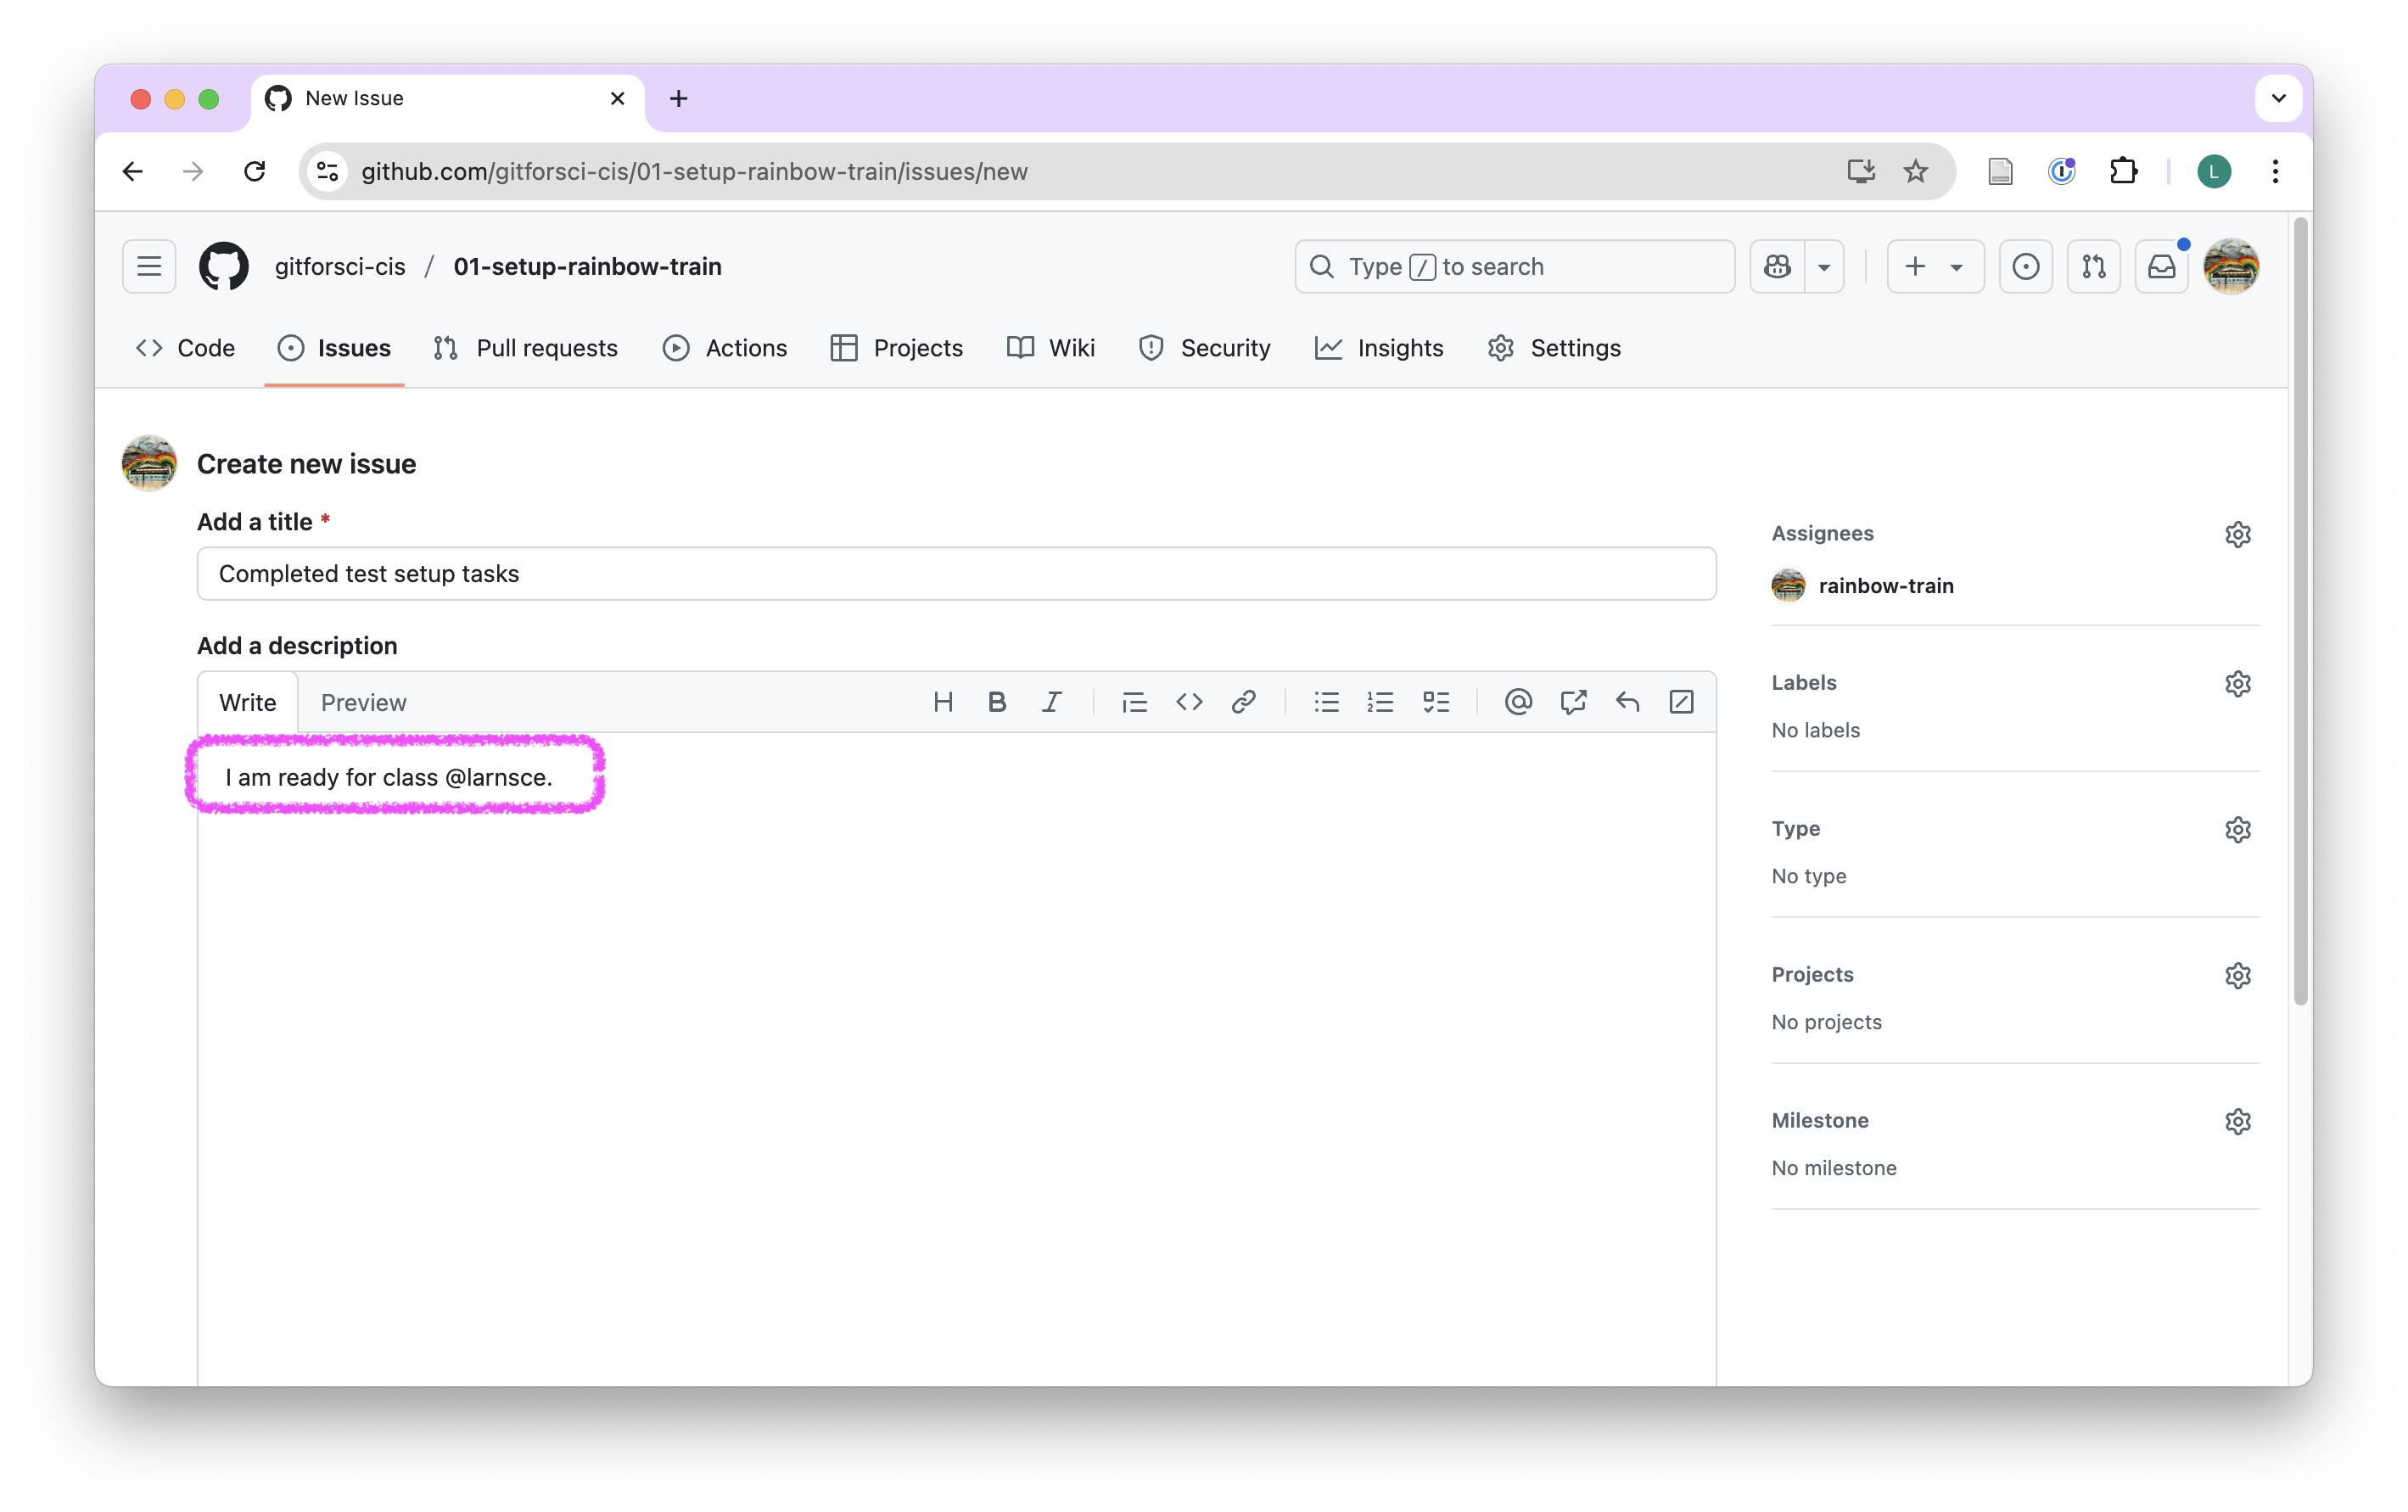 New Issue
github.com/gitforsci-cis/01-setup-rainbow-train/issues/new
L
gitforsci-cis / 01-setup-rainbow-train
Type / to search
Code Issues Pull requests Actions Projects Wiki Security Insights Settings
Create new issue
Add a title *
Completed test setup tasks
Add a description
Write Preview
I am ready for class @larnsce.
Assignees
rainbow-train
Labels
No labels
Type
No type
Projects
No projects
Milestone
No milestone